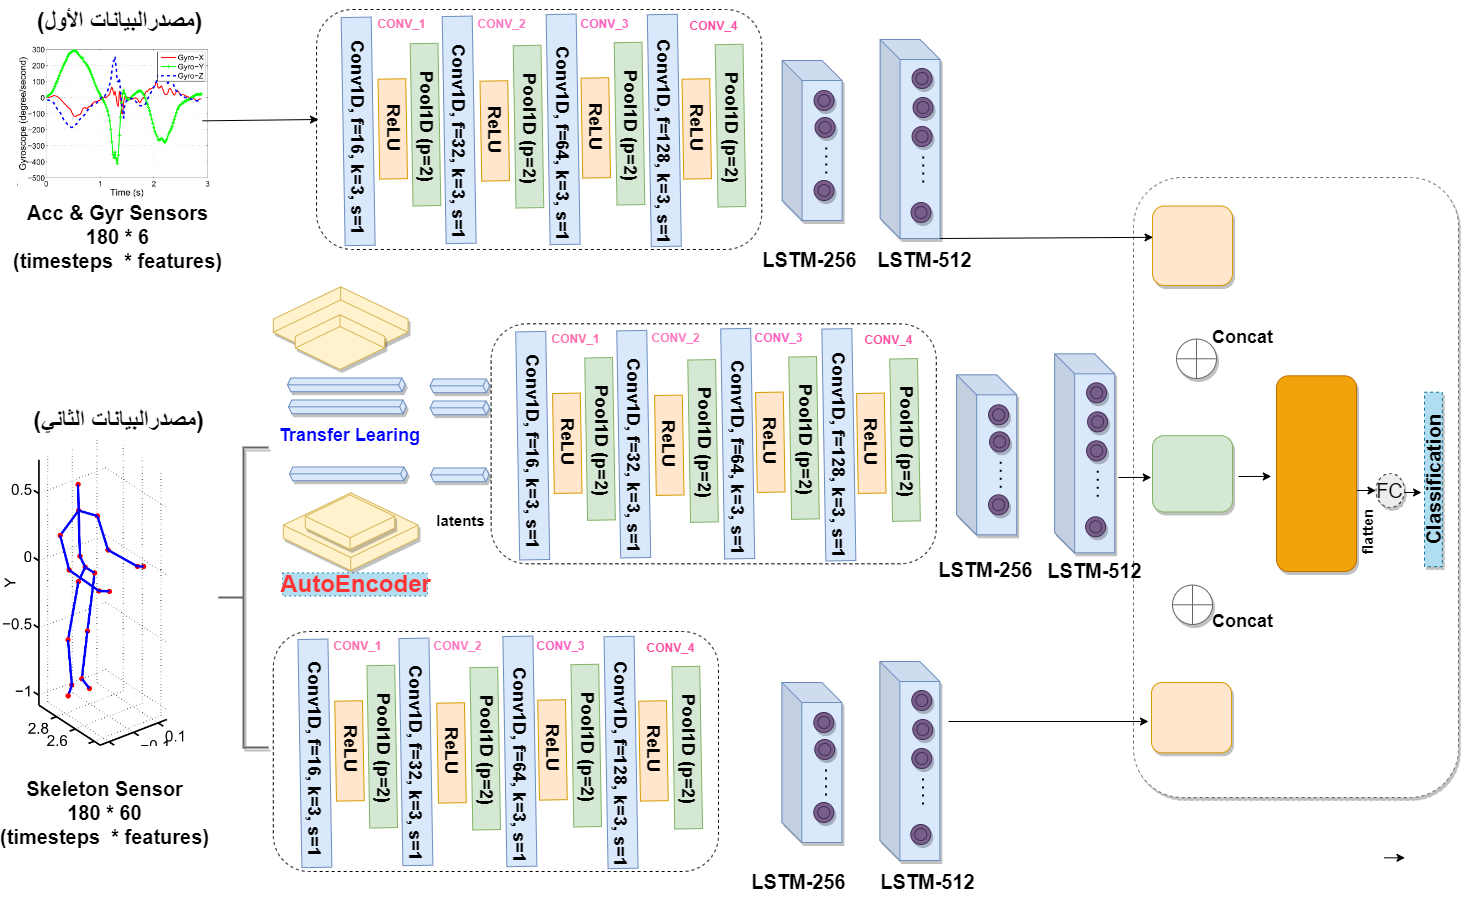 (مصدرالبيانات الأول)
300
200
100
0
−100
−200
−300
−400
−500
Gyroscope (degree/second)
Gyro−X
Gyro−Y
Gyro−Z
0
1
2
3
Time (s)
Acc & Gyr Sensors
180 * 6
(timesteps * features)
CONV_1
CONV_2
CONV_3
CONV_4
Conv1D, f=16, k=3, s=1
ReLU
Pool1D (p=2)
Conv1D, f=32, k=3, s=1
ReLU
Pool1D (p=2)
Conv1D, f=64, k=3, s=1
ReLU
Pool1D (p=2)
Conv1D, f=128, k=3, s=1
ReLU
Pool1D (p=2)
LSTM-256
LSTM-512
Transfer Learing
latents
AutoEncoder
CONV_1
CONV_2
CONV_3
CONV_4
Conv1D, f=16, k=3, s=1
ReLU
Pool1D (p=2)
Conv1D, f=32, k=3, s=1
ReLU
Pool1D (p=2)
Conv1D, f=64, k=3, s=1
ReLU
Pool1D (p=2)
Conv1D, f=128, k=3, s=1
ReLU
Pool1D (p=2)
LSTM-256
LSTM-512
(مصدرالبيانات الثاني)
0.5
0
−0.5
−1
Y
2.8
2.6
0.1
Skeleton Sensor
180 * 60
(timesteps * features)
CONV_1
CONV_2
CONV_3
CONV_4
Conv1D, f=16, k=3, s=1
ReLU
Pool1D (p=2)
Conv1D, f=32, k=3, s=1
ReLU
Pool1D (p=2)
Conv1D, f=64, k=3, s=1
ReLU
Pool1D (p=2)
Conv1D, f=128, k=3, s=1
ReLU
Pool1D (p=2)
LSTM-256
LSTM-512
Concat
Concat
flatten
FC
Classification